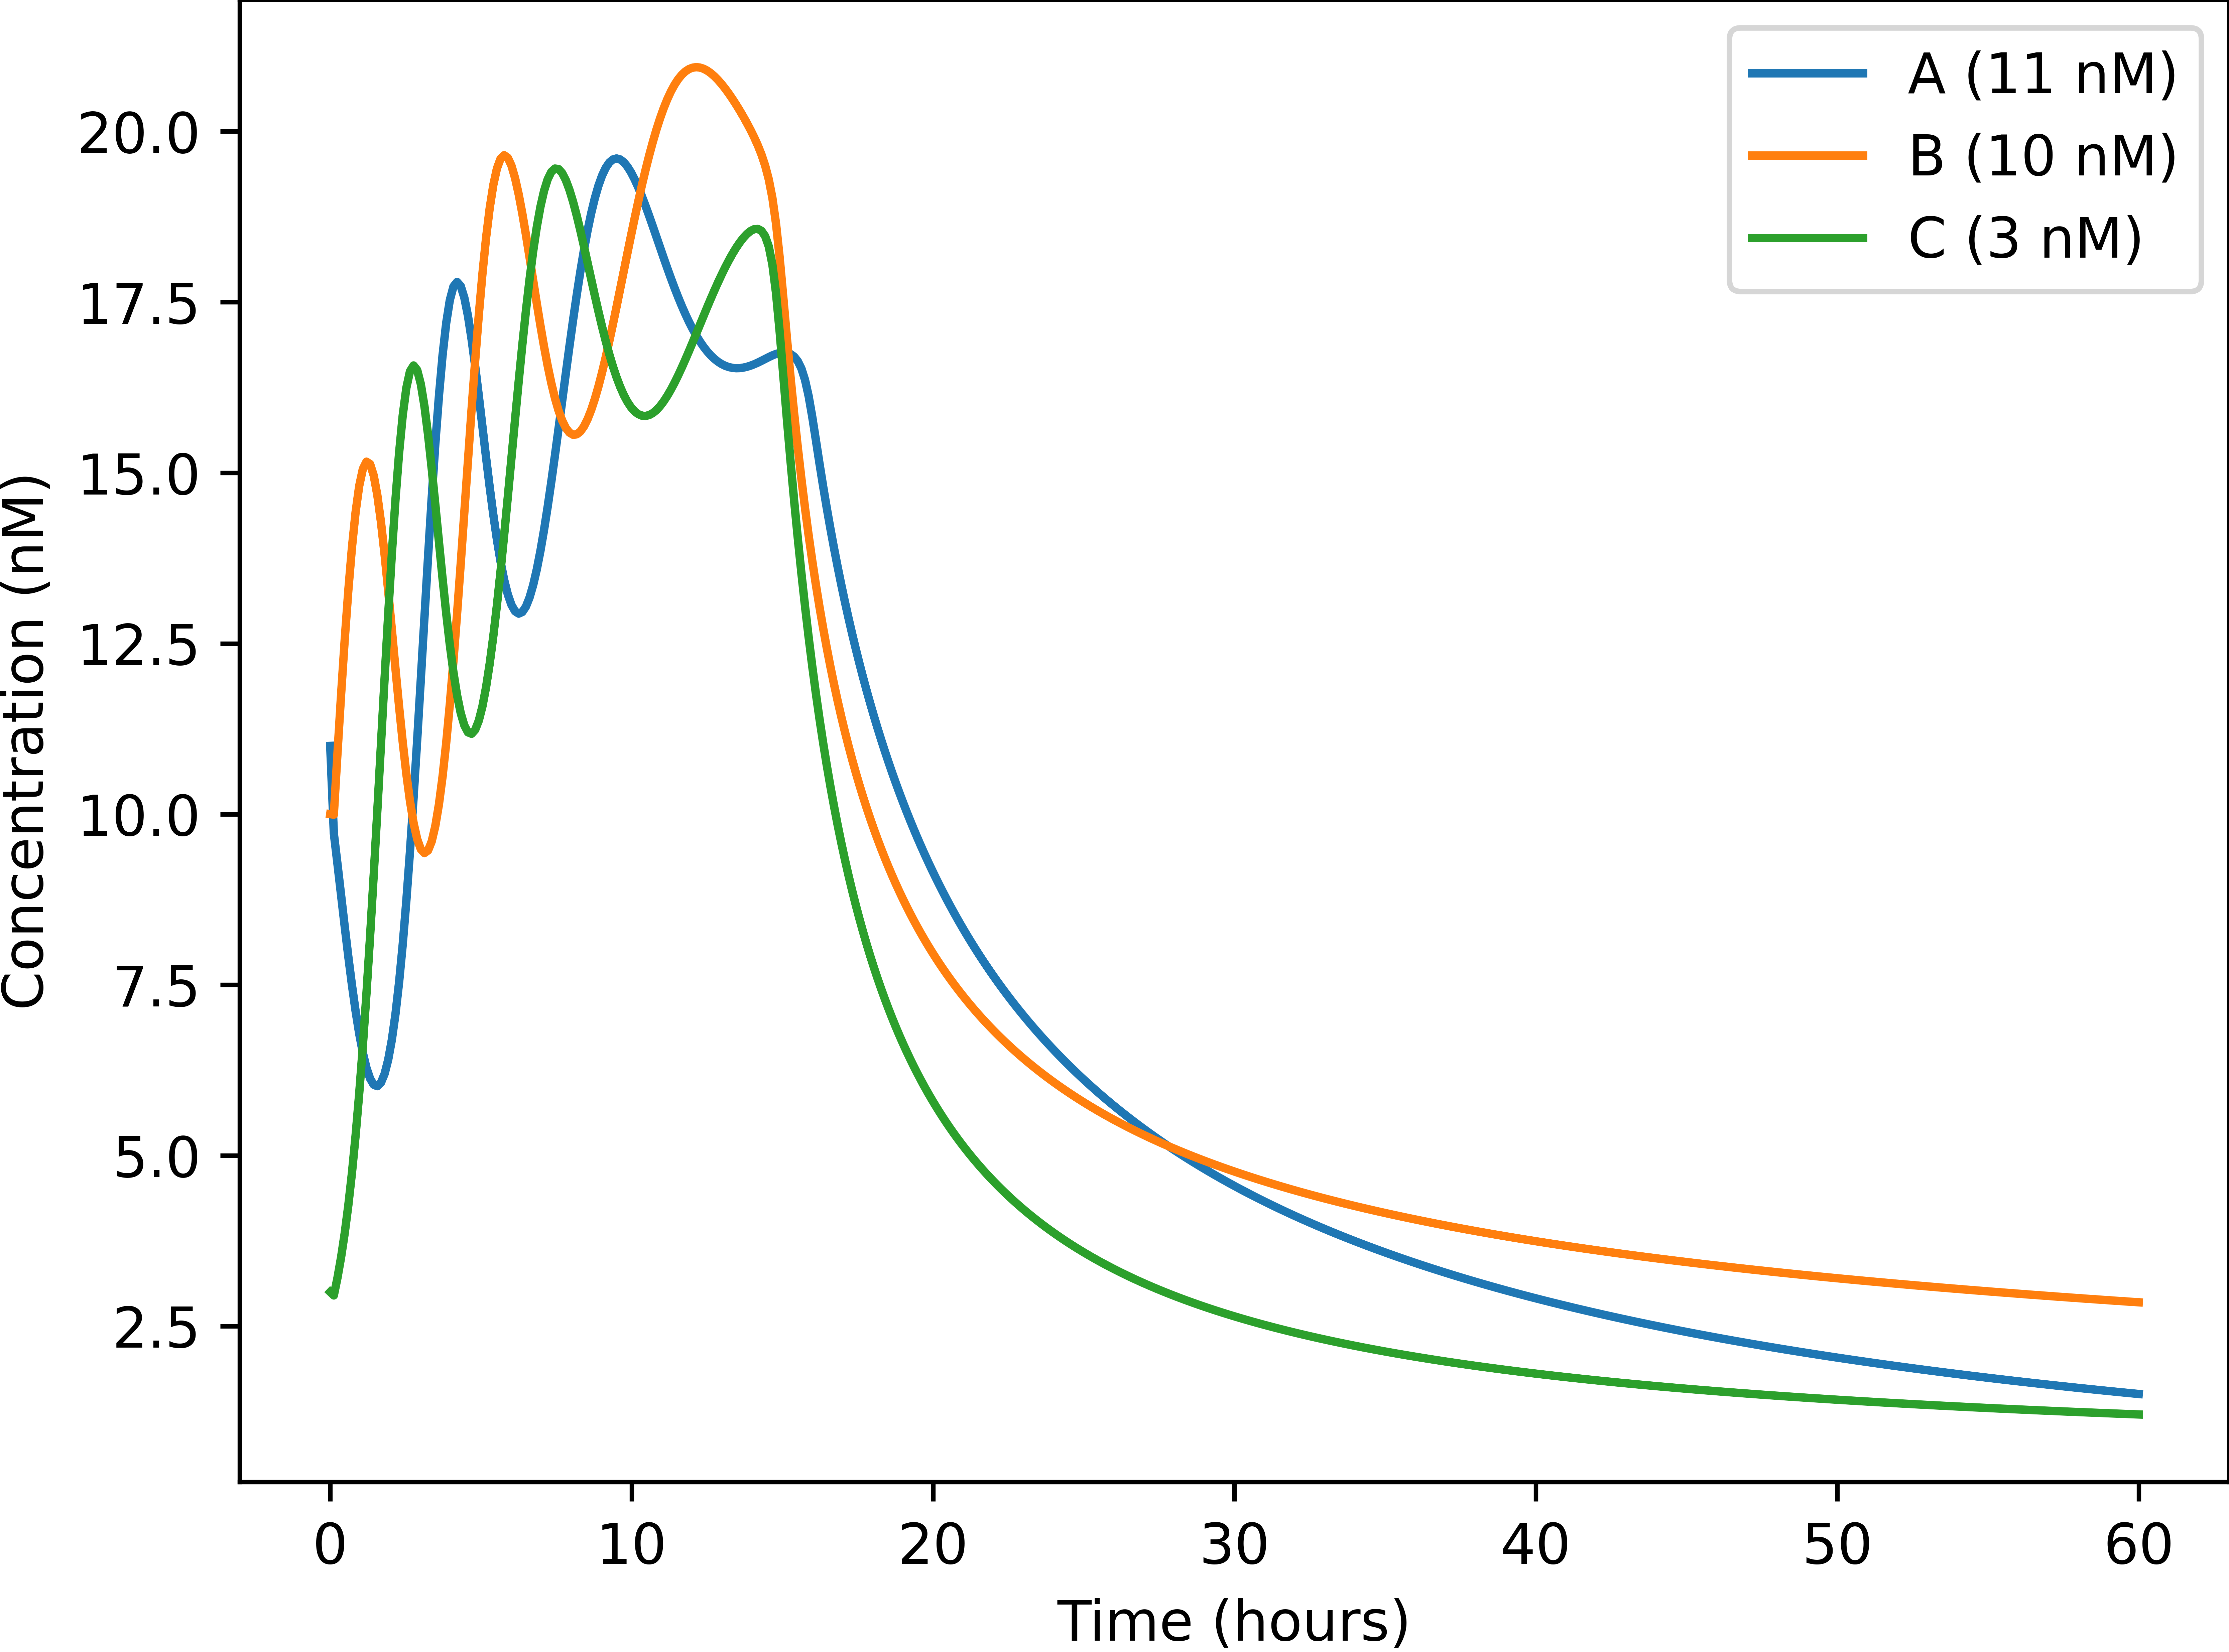 A (11 nM)
B (10 nM)
C (3 nM)
Concentration (nM)
20.0
17.5
15.0
12.5
10.0
7.5
5.0
2.5
0 10 20 30 40 50 60
Time (hours)